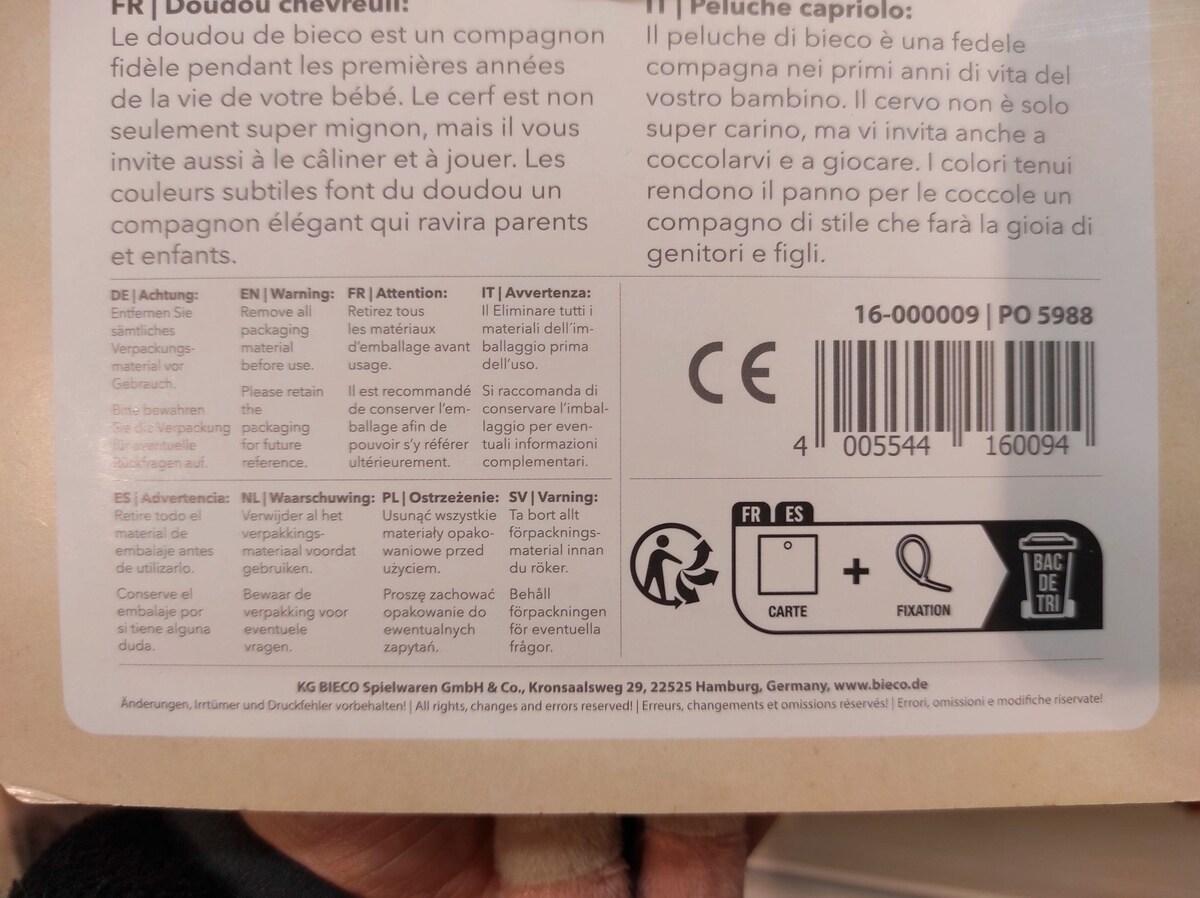 FR | Doudou chevreuil:
Le doudou de bieco est un compagnon
fidèle pendant les premières années
de la vie de votre bébé. Le cerf est non
seulement super mignon, mais il vous
invite aussi à le câliner et à jouer. Les
couleurs subtiles font du doudou un
compagnon élégant qui ravira parents
et enfants.
IT | Peluche capriolo:
Il peluche di bieco è una fedele
compagna nei primi anni di vita del
vostro bambino. Il cervo non è solo
super carino, ma vi invita anche a
coccolarvi e a giocare. I colori tenui
rendono il panno per le coccole un
compagno di stile che farà la gioia di
genitori e figli.
DE | Achtung:
Entfernen Sie
sämtliches
Verpackungs-
material vor
Gebrauch.
Bitte bewahren
Sie die Verpackung
für eventuelle
Rückfragen auf.
EN | Warning:
Remove all
packaging
material
before use.
Please retain
the
packaging
for future
reference.
FR | Attention:
Retirez tous
les matériaux
d'emballage avant
usage.
Il est recommandé
de conserver l'em-
ballage afin de
pouvoir s'y référer
ultérieurement.
IT | Avvertenza:
Il Eliminare tutti i
materiali dell´im-
ballaggio prima
dell'uso.
Si raccomanda di
conservare l'imbal-
laggio per even-
tuali informazioni
complementari.
16-000009 | PO 5988
CE
4 005544 160094
ES | Advertencia:
Retire todo el
material de
embalaje antes
de utilizarlo.
Conserve el
embalaje por
si tiene alguna
duda.
NL | Waarschuwing:
Verwijder al het
verpakkings-
materiaal voordat
gebruiken.
Bewaar de
verpakking voor
eventuele
vragen.
PL | Ostrzeżenie:
Usunąć wszystkie
materiały opako-
waniowe przed
użyciem.
Proszę zachować
opakowanie do
ewentualnych
zapytań.
SV | Varning:
Ta bort allt
förpacknings-
material innan
du röker.
Behåll
förpackningen
för eventuella
frågor.
FR ES
CARTE
+
FIXATION
BAC
DE
TRI
KG BIECO Spielwaren GmbH & Co., Kronsaalsweg 29, 22525 Hamburg, Germany, www.bieco.de
Änderungen, Irrtümer und Druckfehler vorbehalten! | All rights, changes and errors reserved! | Erreurs, changements et omissions réservés! | Errori, omissioni e modifiche riservate!